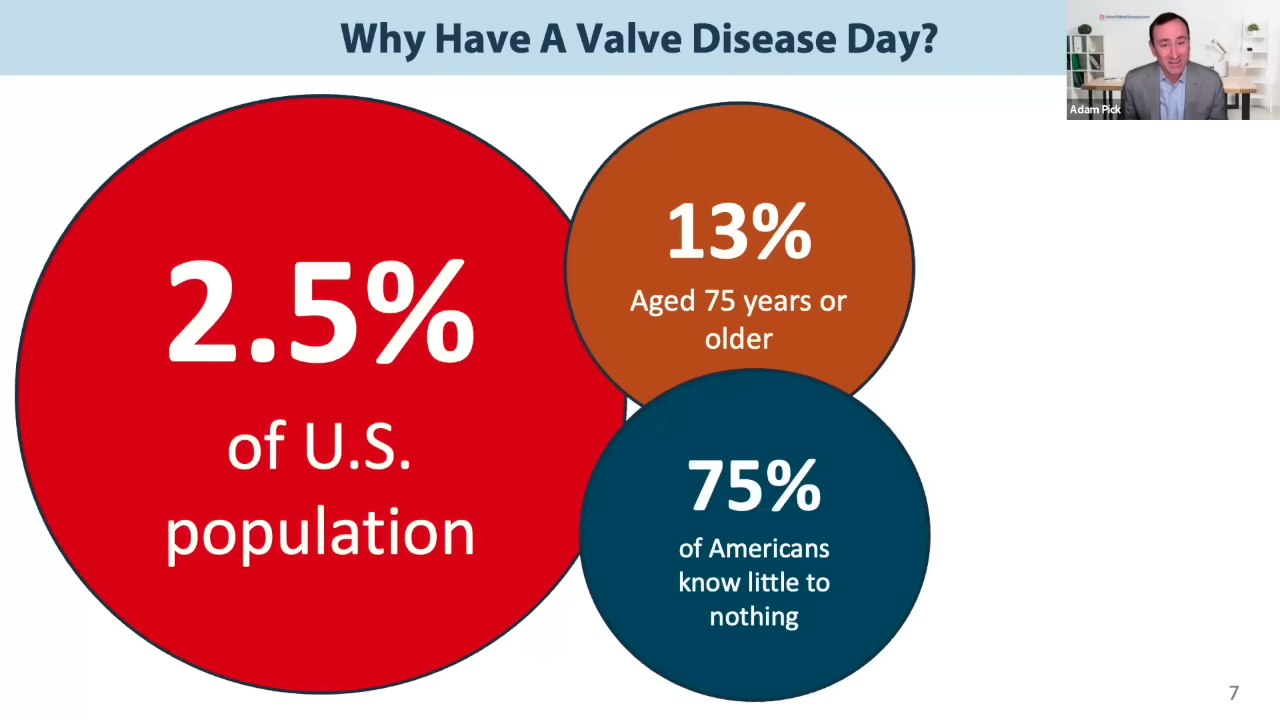 Why Have A Valve Disease Day?
Adam Pick
2.5%
of U.S.
population
13%
Aged 75 years or
older
75%
of Americans
know little to
nothing
7